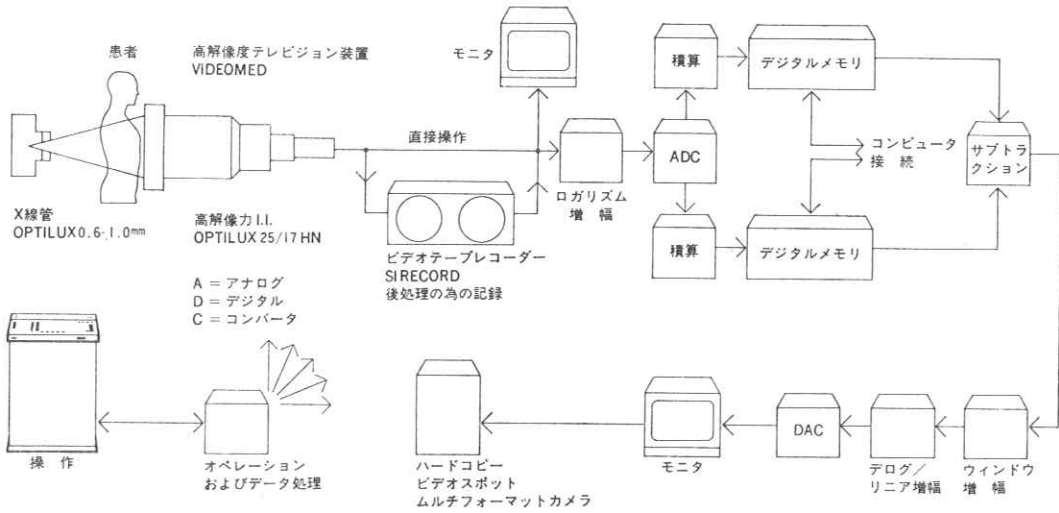 患者
高解像度テレビジョン装置
ViDEOMED
モニタ
積算
デジタルメモリ
直接操作
ADC
コンピュータ
接続
サブトラ
クション
ロガリズム
増幅
X線管
OPTILUX 0.6-1.0mm
高解像力I.I.
OPTILUX 25/17 HN
ビデオテープレコーダー
SIRECORD
後処理の為の記録
積算
デジタルメモリ
A = アナログ
D = デジタル
C = コンバータ
操作
オペレーション
およびデータ処理
ハードコピー
ビデオスポット
ムルチフォーマットカメラ
モニタ
DAC
デログ/
リニア増幅
ウィンドウ
増幅